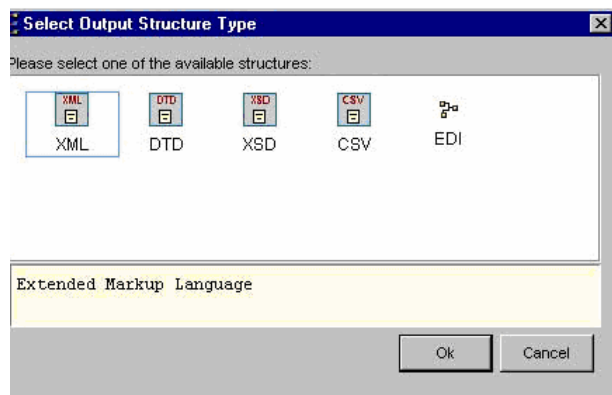 Select Output Structure Type
Please select one of the available structures:
XML DTD XSD CSV
XML DTD XSD CSV EDI
Extended Markup Language
Ok Cancel